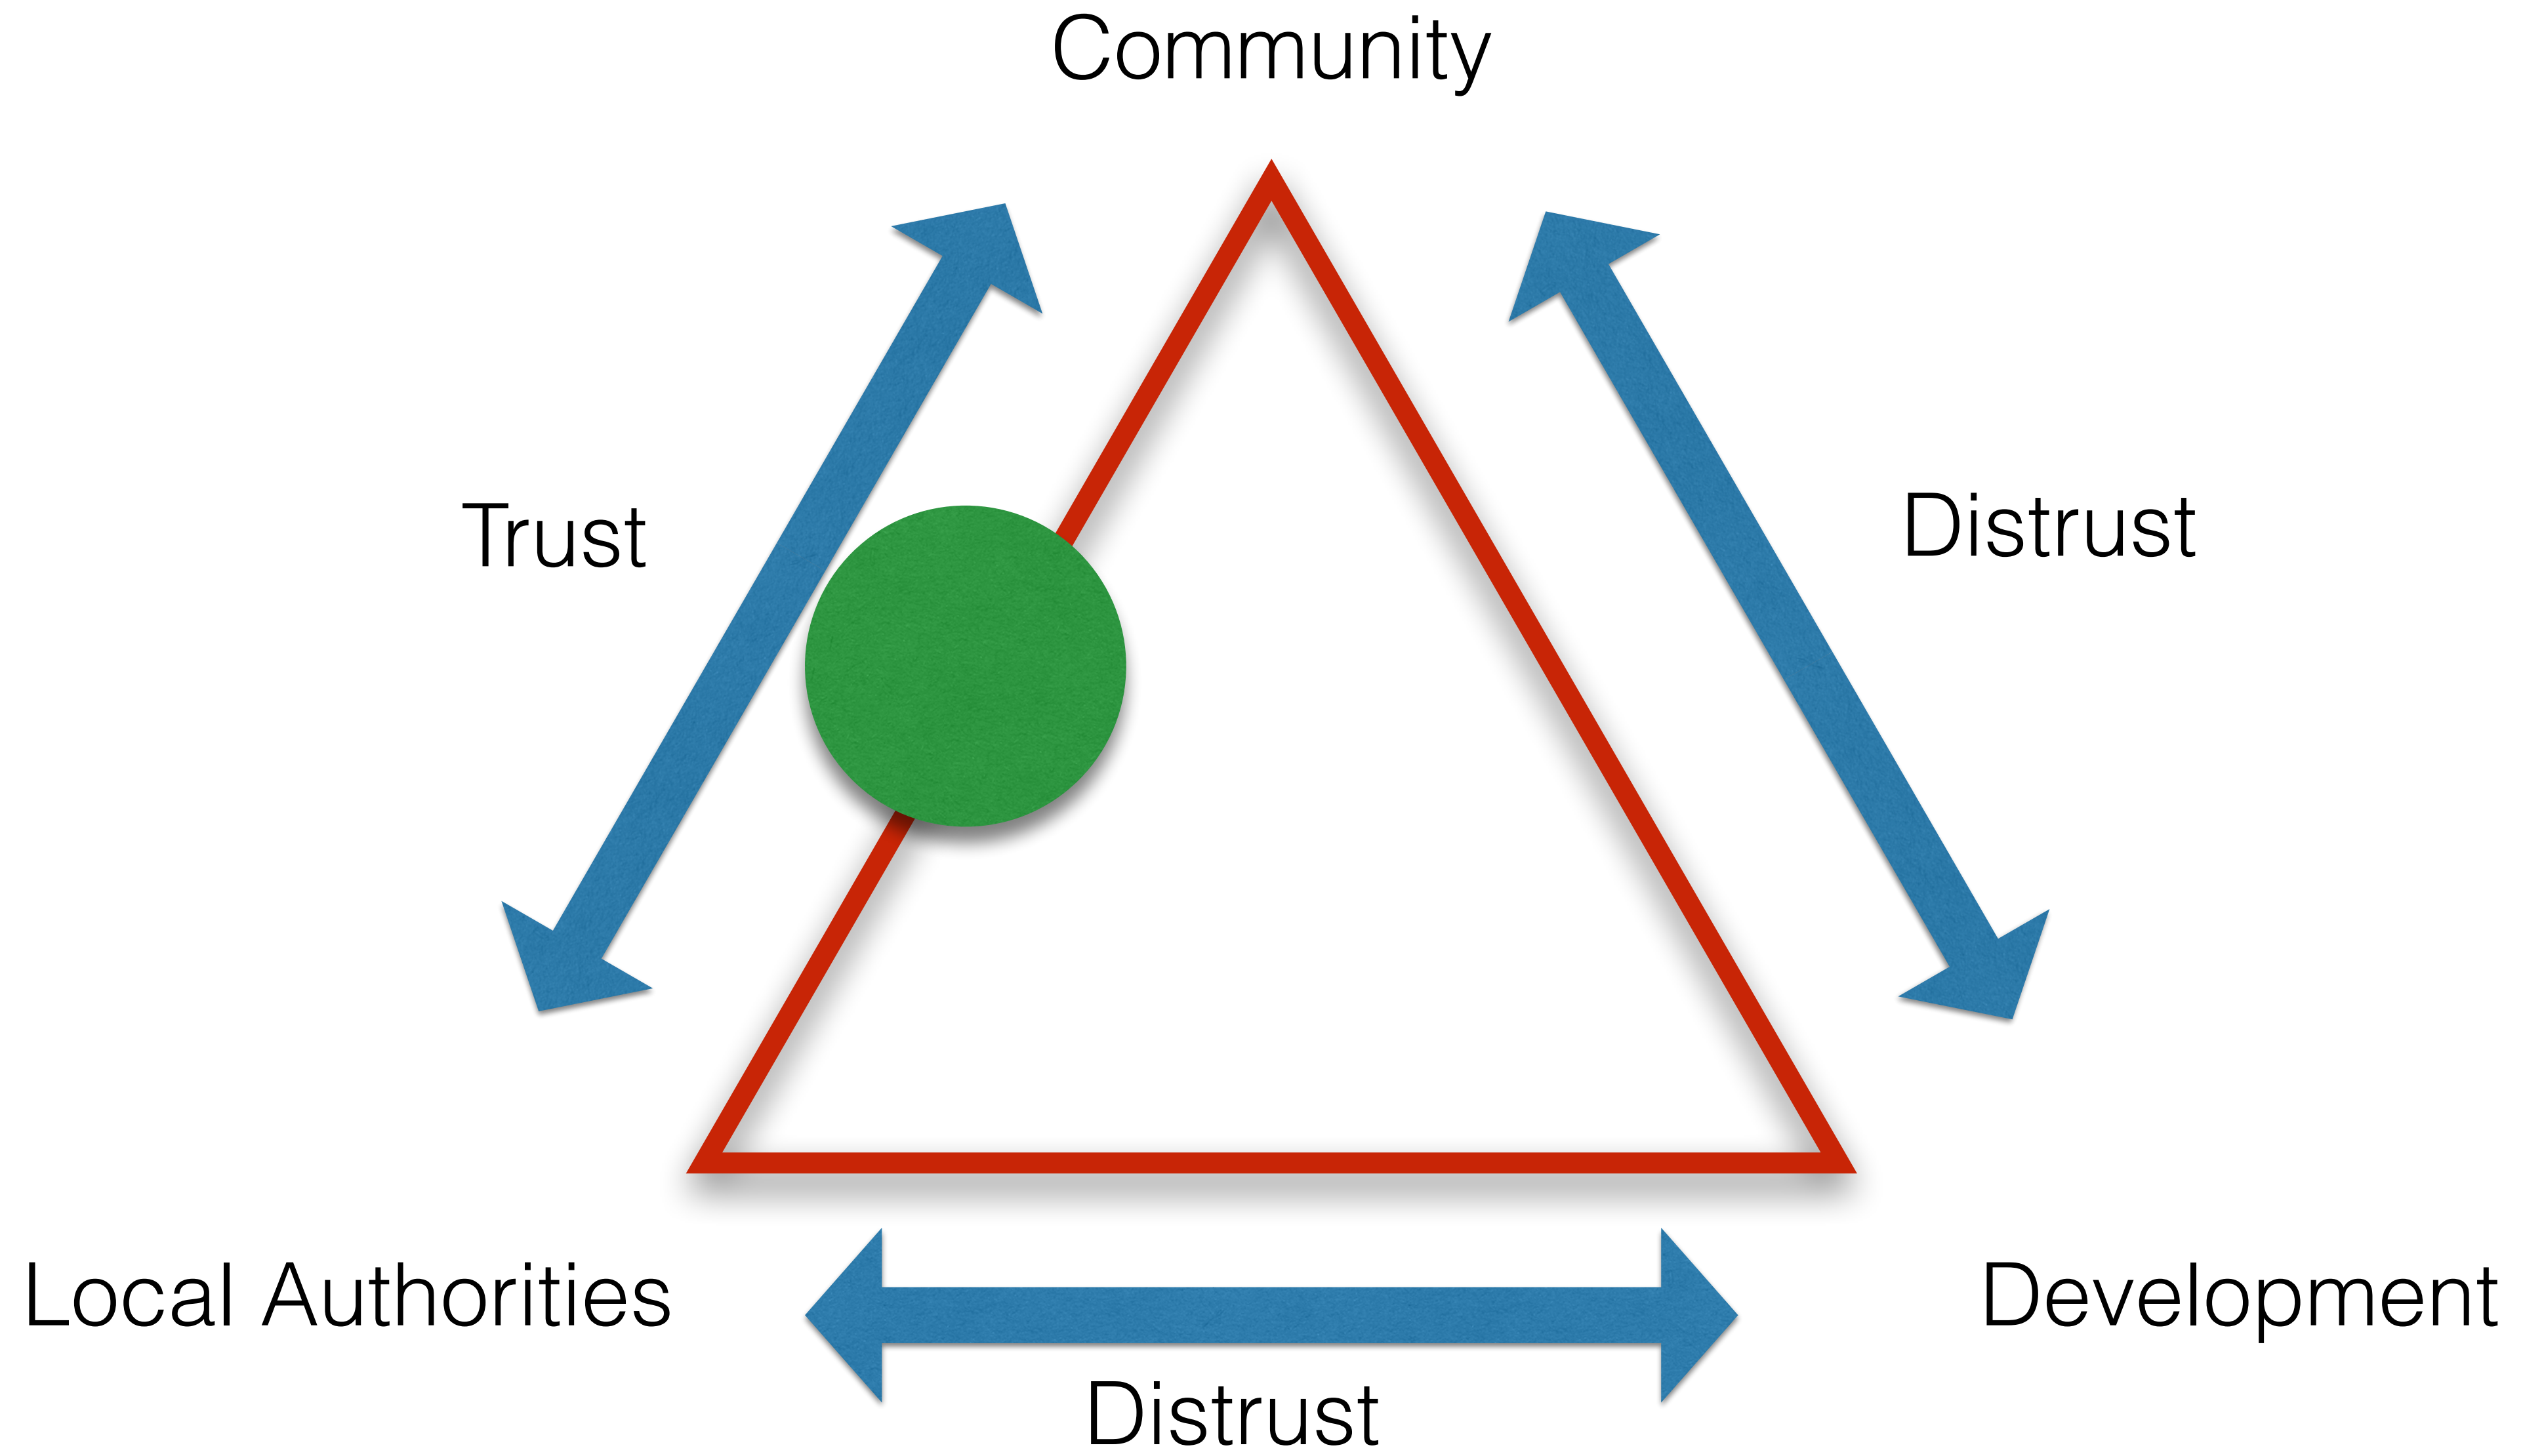 Community
Trust
Distrust
Local Authorities
Development
Distrust